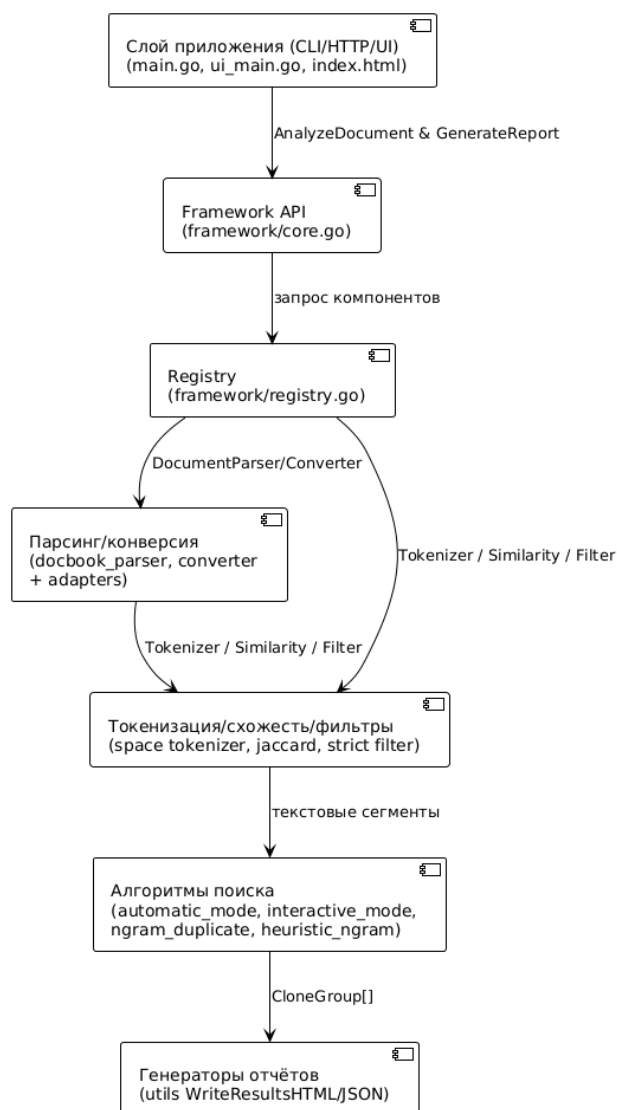 Слой приложения (CLI/HTTP/UI)
(main.go, ui_main.go, index.html)
AnalyzeDocument & GenerateReport
Framework API
(framework/core.go)
запрос компонентов
Registry
(framework/registry.go)
DocumentParser/Converter
Парсинг/конверсия
(docbook_parser, converter
+ adapters)
Tokenizer / Similarity / Filter
Tokenizer / Similarity / Filter
Токенизация/схожесть/фильтры
(space tokenizer, jaccard, strict filter)
текстовые сегменты
Алгоритмы поиска
(automatic_mode, interactive_mode,
ngram_duplicate, heuristic_ngram)
CloneGroup[]
Генераторы отчётов
(utils WriteResultsHTML/JSON)